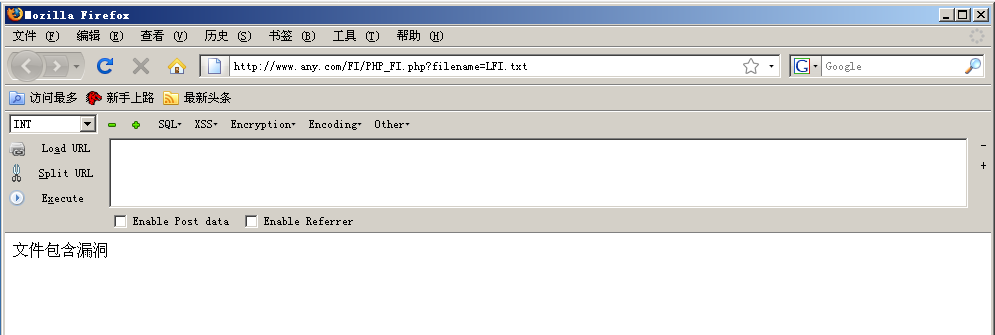 Mozilla Firefox
文件 (F) 编辑 (E) 查看 (V) 历史 (S) 书签 (B) 工具 (T) 帮助 (H)
http://www.any.com/FI/PHP_FI.php?filename=LFI.txt Google
访问最多 新手上路 最新头条
INT SQL XSS Encryption Encoding Other
Load URL
Split URL
Execute
Enable Post data Enable Referrer
文件包含漏洞